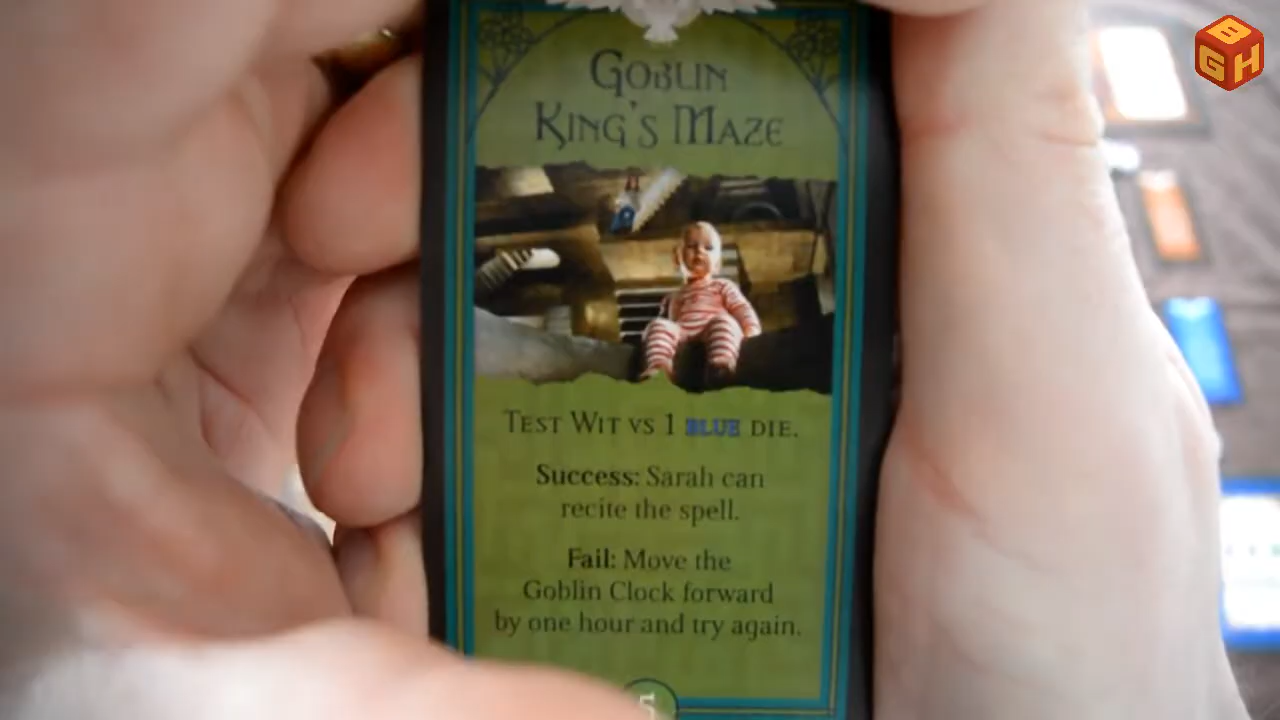 B
G H
Goblin
King's Maze
Test Wit vs 1 BLUE die.
Success: Sarah can
recite the spell.
Fail: Move the
Goblin Clock forward
by one hour and try again.